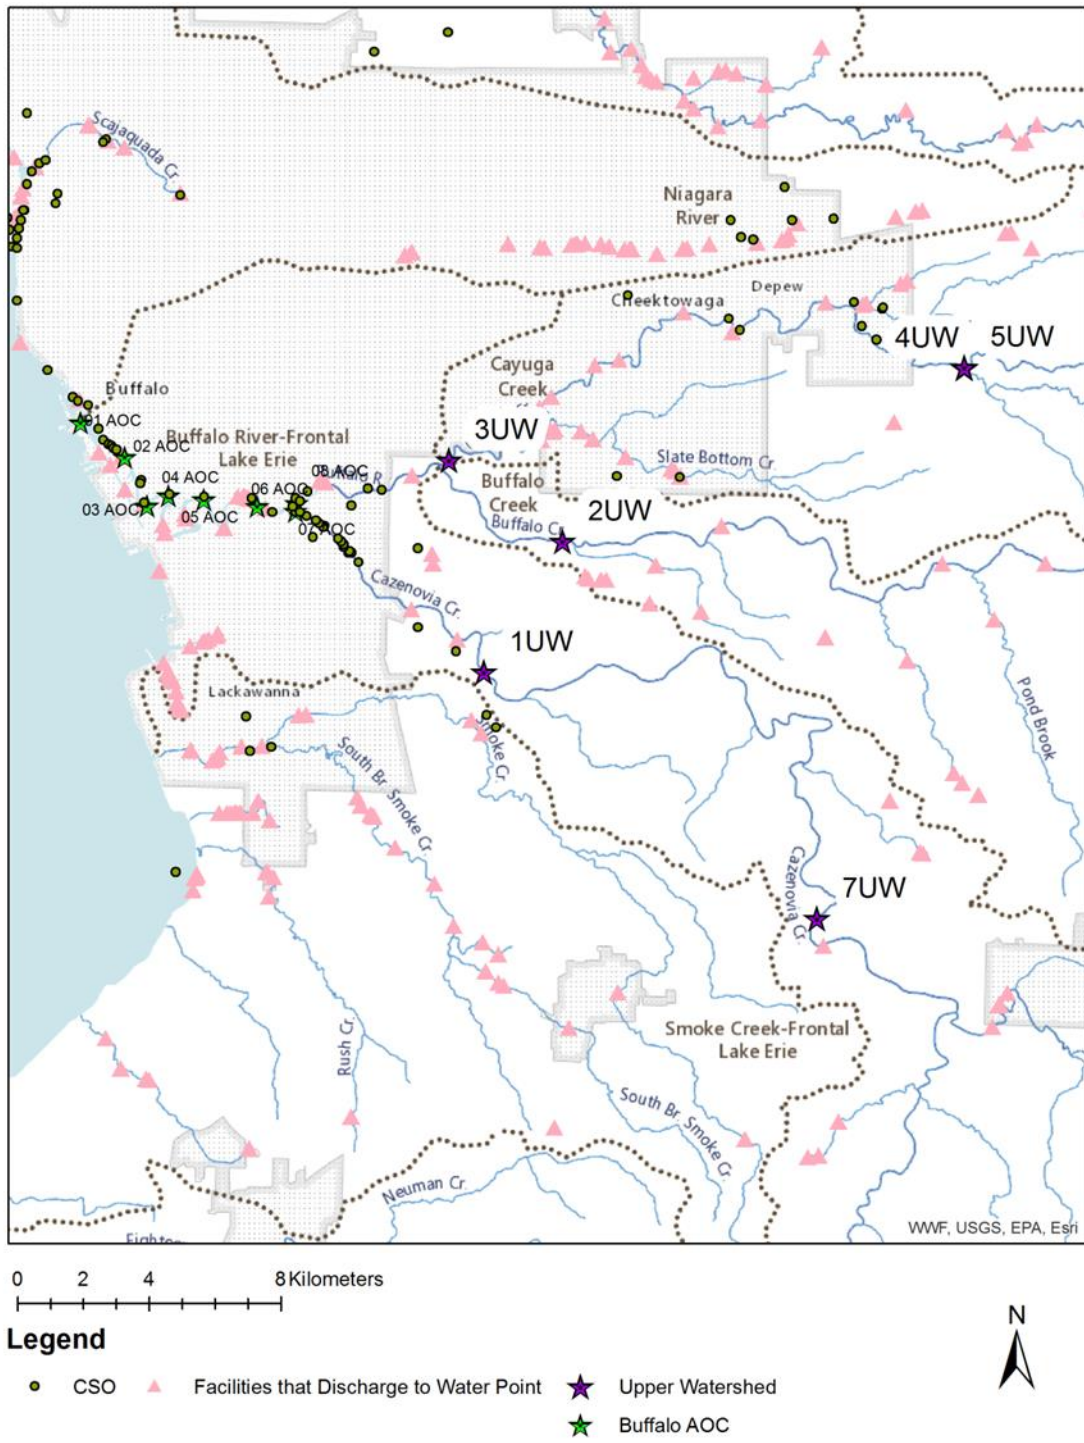 Scajaquada Cr.
Niagara
River
Depew
Cheektowaga
4UW
5UW
Cayuga
Creek
Buffalo
01 AOC
3UW
02 AOC
Buffalo River-Frontal
Lake Erie
Slate Bottom Cr.
08 AOC
Buffalo R.
04 AOC
Buffalo
Creek
06 AOC
03 AOC
05 AOC
2UW
Buffalo Cr.
07 AOC
Cazenovia Cr.
1UW
Lackawanna
Pond Brook
Smoke Cr.
South Br. Smoke Cr.
Cazenovia Cr.
7UW
Rush Cr.
Smoke Creek-Frontal
Lake Erie
South Br. Smoke Cr.
Neuman Cr.
WWF, USGS, EPA, Esri
0 2 4 8 Kilometers
N
Legend
CSO
Facilities that Discharge to Water Point
Upper Watershed
Buffalo AOC